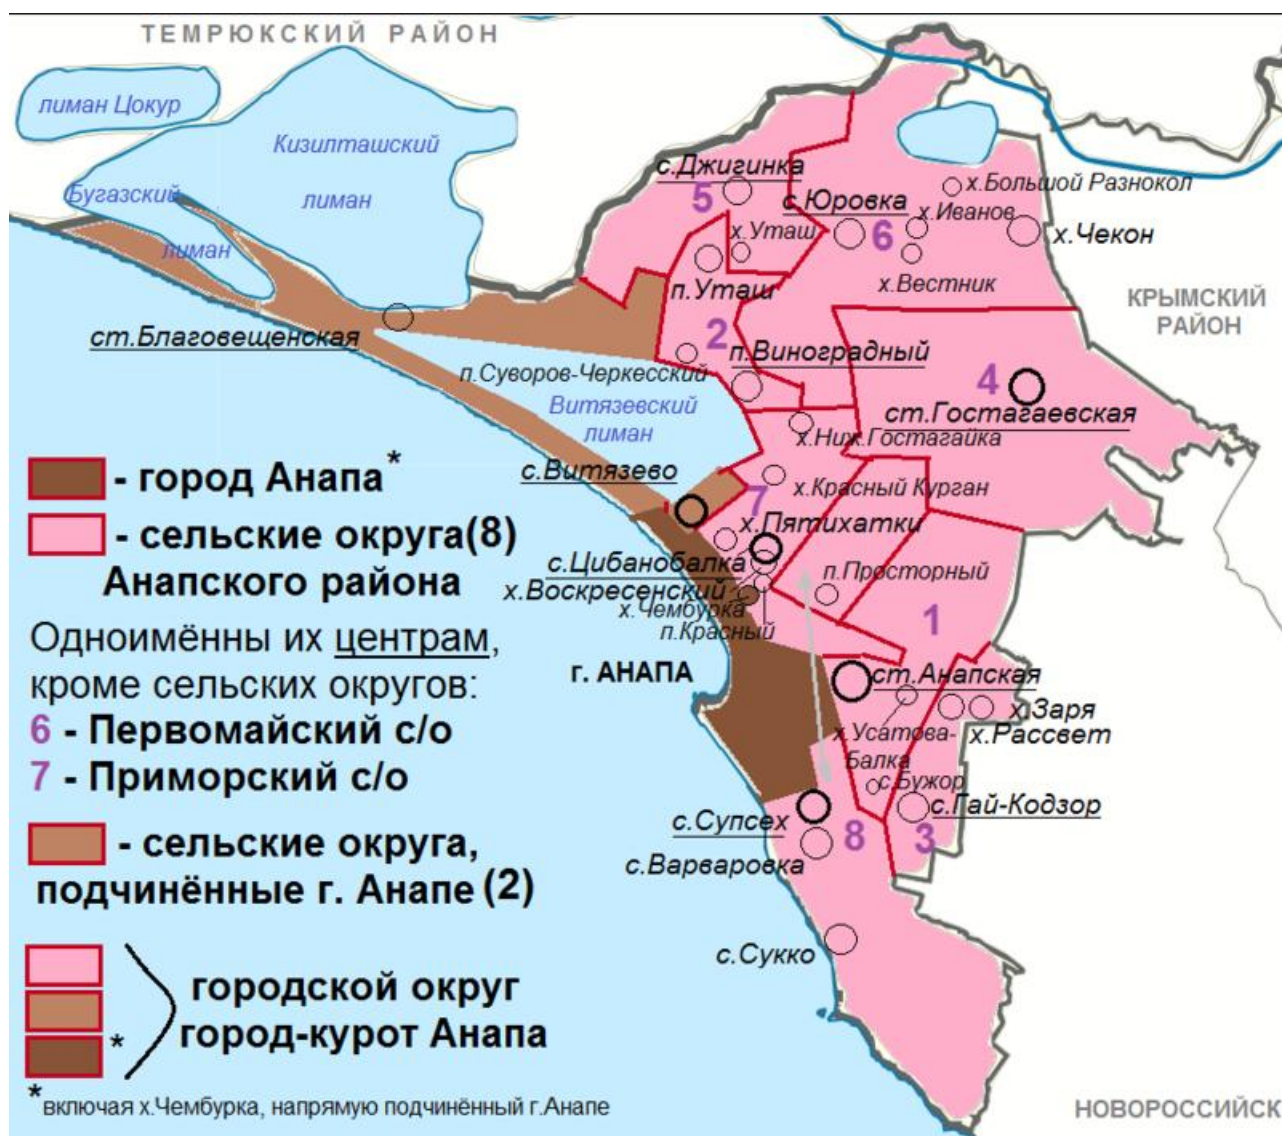 ТЕМРЮКСКИЙ РАЙОН
лиман Цокур
Кизилташский
лиман
Бугазский
лиман
с.Джигинка
5
х.Большой Разнокол
с.Юровка
х.Иванов
6
х.Чекон
х.Уташ
х.Вестник
п.Уташ
КРЫМСКИЙ
РАЙОН
ст.Благовещенская
2
п.Виноградный
п.Суворов-Черкесский
4
Витязевский
лиман
ст.Гостагаевская
х.Ниж.Гостагайка
с.Витязево
х.Красный Курган
7
х.Пятихатки
с.Цибанобалка
п.Просторный
х.Воскресенский
х.Чембурка
п.Красный
1
г. АНАПА
ст.Анапская
х.Заря
х.Рассвет
х.Усатова-
Балка
с.Бужор
с.Гай-Кодзор
с.Супсех
8
3
с.Варваровка
с.Сукко
НОВОРОССИЙСК
- город Анапа*
- сельские округа(8)
Анапского района
Одноимённы их центрам,
кроме сельских округов:
6 - Первомайский с/о
7 - Приморский с/о
- сельские округа,
подчинённые г. Анапе (2)
городской округ
город-курот Анапа
*
*включая х.Чембурка, напрямую подчинённый г.Анапе